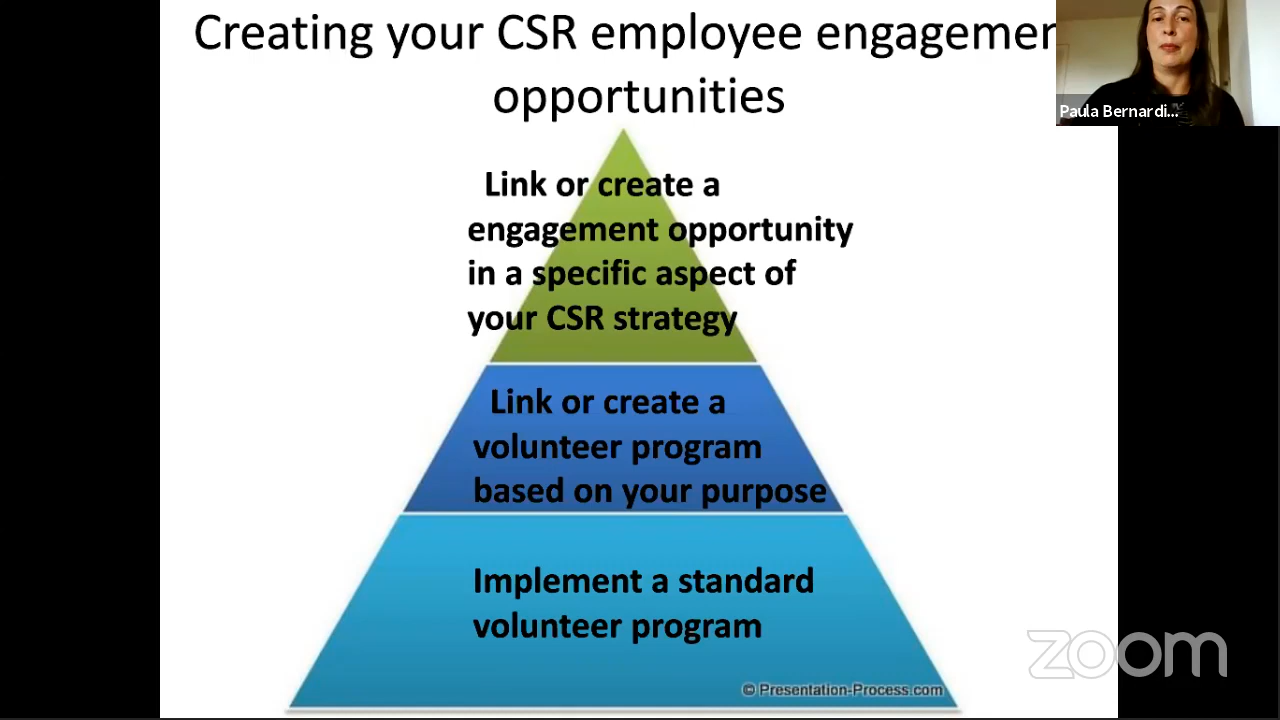 Creating your CSR employee engagemen
opportunities
Paula Bernardi...
Link or create a
engagement opportunity
in a specific aspect of
your CSR strategy
Link or create a
volunteer program
based on your purpose
Implement a standard
volunteer program
zoom
© Presentation-Process.com